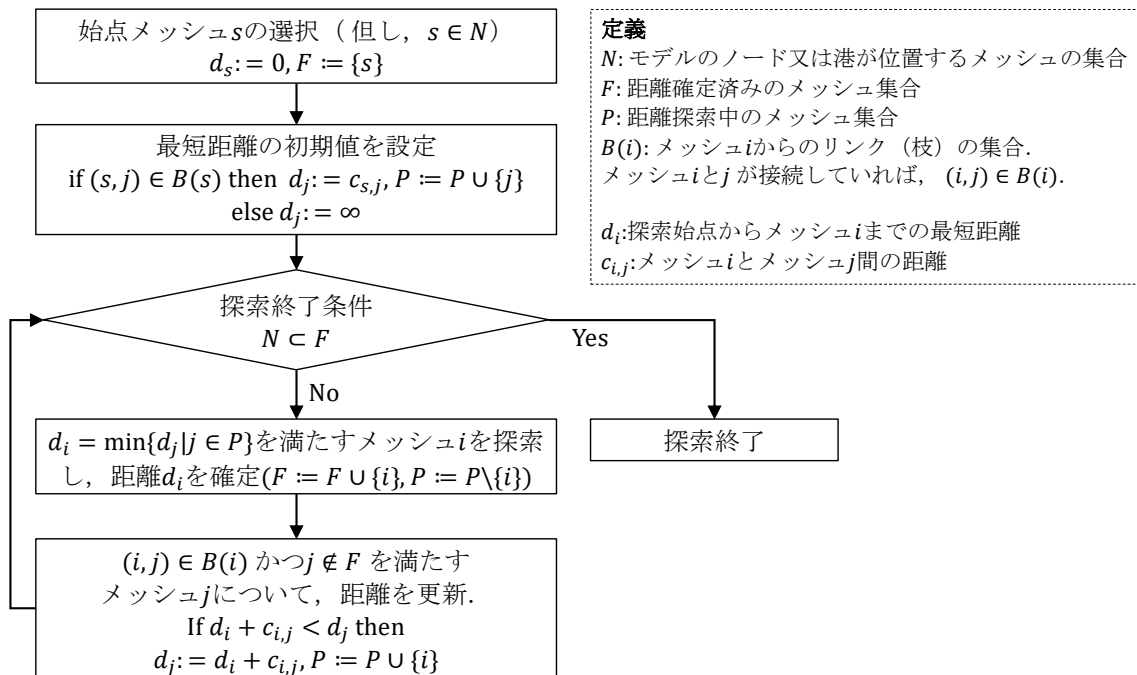 始点メッシュsの選択（但し，s ∈ N）
d_s: = 0, F ≔ {s}
最短距離の初期値を設定
if (s, j) ∈ B(s) then d_j: = c_{s,j}, P ≔ P ∪ {j}
else d_j: = ∞
探索終了条件
N ⊂ F
Yes
No
d_i = min{d_j|j ∈ P}を満たすメッシュiを探索
し，距離d_iを確定(F ≔ F ∪ {i}, P ≔ P\{i})
探索終了
(i, j) ∈ B(i) かつj ∉ F を満たす
メッシュjについて，距離を更新.
If d_i + c_{i,j} < d_j then
d_j: = d_i + c_{i,j}, P ≔ P ∪ {i}
定義
N: モデルのノード又は港が位置するメッシュの集合
F: 距離確定済みのメッシュ集合
P: 距離探索中のメッシュ集合
B(i): メッシュiからのリンク（枝）の集合.
メッシュiとj が接続していれば， (i, j) ∈ B(i).
d_i:探索始点からメッシュiまでの最短距離
c_{i,j}:メッシュiとメッシュj間の距離